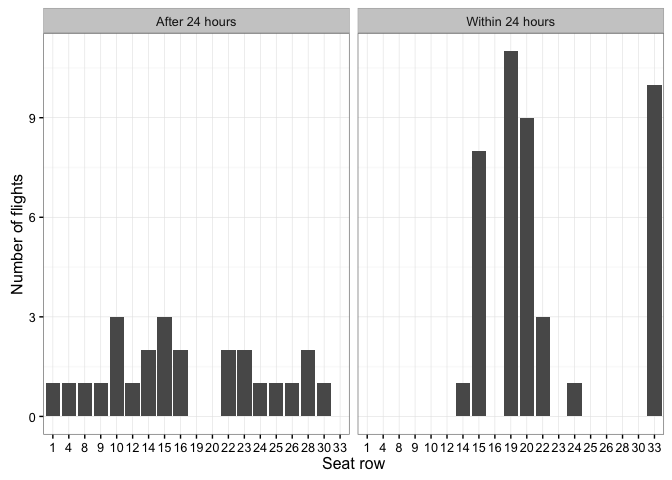 After 24 hours Within 24 hours
Number of flights
9
6
3
0
1 4 8 9 10 12 14 15 16 19 20 22 23 24 25 26 28 30 33 1 4 8 9 10 12 14 15 16 19 20 22 23 24 25 26 28 30 33
Seat row